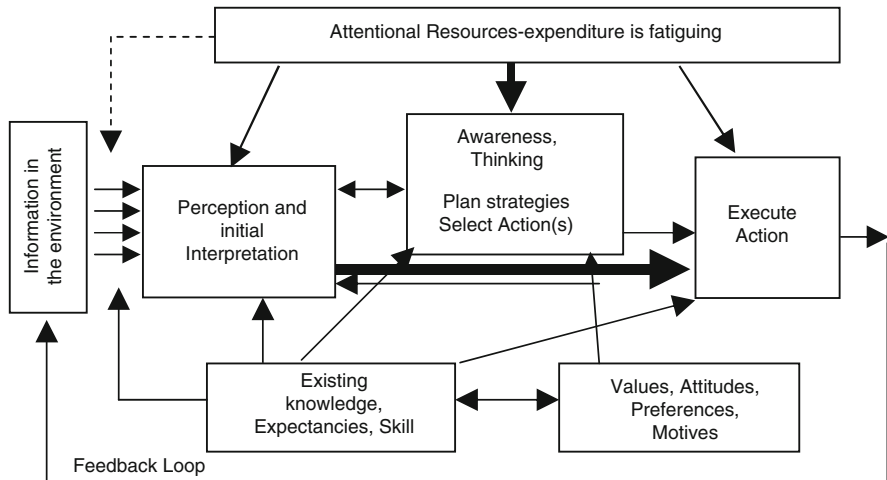 Attentional Resources-expenditure is fatiguing
Information in
the environment
Perception and
initial
Interpretation
Awareness,
Thinking
Plan strategies
Select Action(s)
Execute
Action
Existing
knowledge,
Expectancies, Skill
Values, Attitudes,
Preferences,
Motives
Feedback Loop